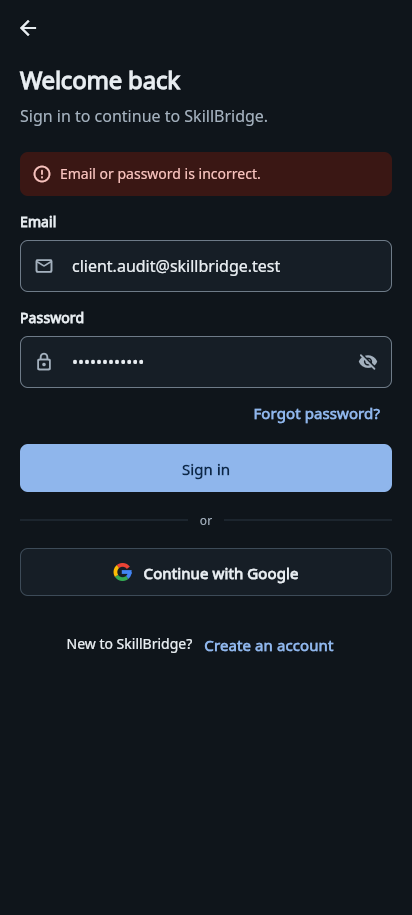 Welcome back
Sign in to continue to SkillBridge.
Email or password is incorrect.
Email
client.audit@skillbridge.test
Password
••••••••••••
Forgot password?
Sign in
or
Continue with Google
New to SkillBridge? Create an account